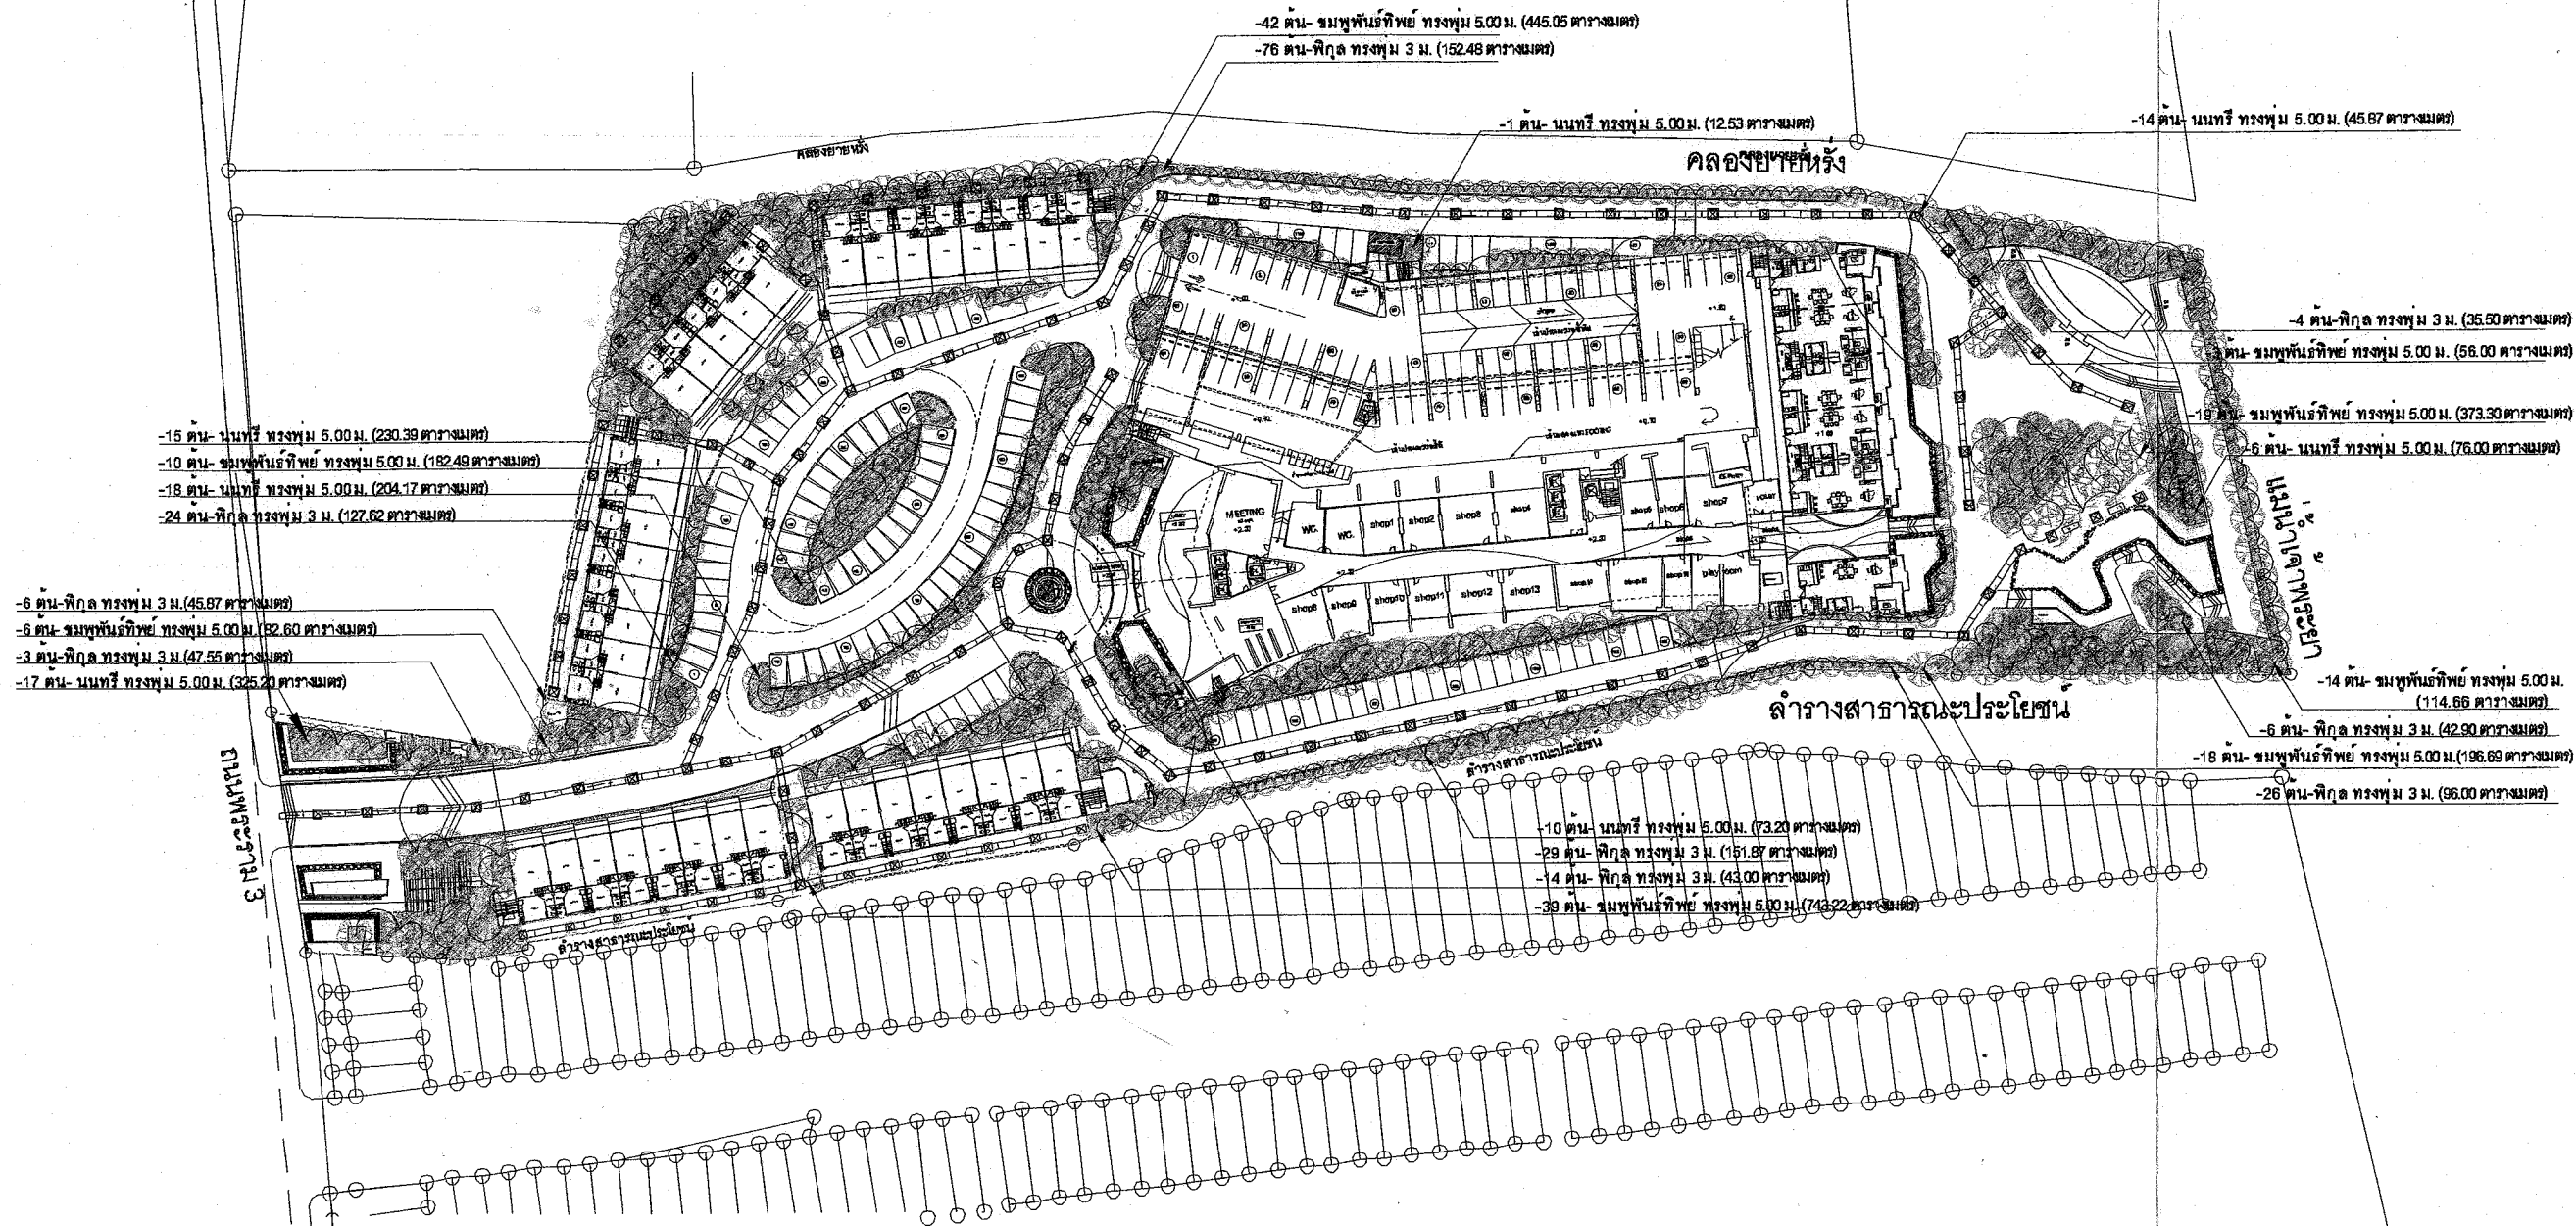 -42 ต้น- ชมพูพันธ์ทิพย์ ทรงพุ่ม 5.00 ม. (445.05 ตารางเมตร)
-76 ต้น-พิกุล ทรงพุ่ม 3 ม. (152.48 ตารางเมตร)
-1 ต้น- นนทรี ทรงพุ่ม 5.00 ม. (12.53 ตารางเมตร)
-14 ต้น- นนทรี ทรงพุ่ม 5.00 ม. (45.87 ตารางเมตร)
คลองยายหรั่ง
คลองยายหรั่ง
-4 ต้น-พิกุล ทรงพุ่ม 3 ม. (35.50 ตารางเมตร)
ต้น- ชมพูพันธ์ทิพย์ ทรงพุ่ม 5.00 ม. (56.00 ตารางเมตร)
-19 ต้น- ชมพูพันธ์ทิพย์ ทรงพุ่ม 5.00 ม. (373.30 ตารางเมตร)
-6 ต้น- นนทรี ทรงพุ่ม 5.00 ม. (76.00 ตารางเมตร)
-15 ต้น- นนทรี ทรงพุ่ม 5.00 ม. (230.39 ตารางเมตร)
-10 ต้น- ชมพูพันธ์ทิพย์ ทรงพุ่ม 5.00 ม. (182.49 ตารางเมตร)
-18 ต้น- นนทรี ทรงพุ่ม 5.00 ม. (204.17 ตารางเมตร)
-24 ต้น-พิกุล ทรงพุ่ม 3 ม. (127.62 ตารางเมตร)
MEETING
+2.20
WC.
WC.
shop1
shop2
shop3
shop4
shop5
shop6
shop7
shop8
shop9
shop10
shop11
shop12
shop13
play room
แม่น้ำเจ้าพระยา
-6 ต้น-พิกุล ทรงพุ่ม 3 ม.(45.87 ตารางเมตร)
-6 ต้น- ชมพูพันธ์ทิพย์ ทรงพุ่ม 5.00 ม.(82.60 ตารางเมตร)
-3 ต้น-พิกุล ทรงพุ่ม 3 ม.(47.55 ตารางเมตร)
-17 ต้น- นนทรี ทรงพุ่ม 5.00 ม. (325.20 ตารางเมตร)
-14 ต้น- ชมพูพันธ์ทิพย์ ทรงพุ่ม 5.00 ม.
(114.66 ตารางเมตร)
-6 ต้น- พิกุล ทรงพุ่ม 3 ม. (42.90 ตารางเมตร)
-18 ต้น- ชมพูพันธ์ทิพย์ ทรงพุ่ม 5.00 ม.(196.69 ตารางเมตร)
-26 ต้น-พิกุล ทรงพุ่ม 3 ม. (96.00 ตารางเมตร)
ลำรางสาธารณะประโยชน์
ลำรางสาธารณะประโยชน์
-10 ต้น- นนทรี ทรงพุ่ม 5.00 ม. (73.20 ตารางเมตร)
-29 ต้น- พิกุล ทรงพุ่ม 3 ม. (151.87 ตารางเมตร)
-14 ต้น- พิกุล ทรงพุ่ม 3 ม. (43.00 ตารางเมตร)
-39 ต้น- ชมพูพันธ์ทิพย์ ทรงพุ่ม 5.00 ม.(743.22 ตารางเมตร)
ลำรางสาธารณะประโยชน์
ถนนพระราม 3